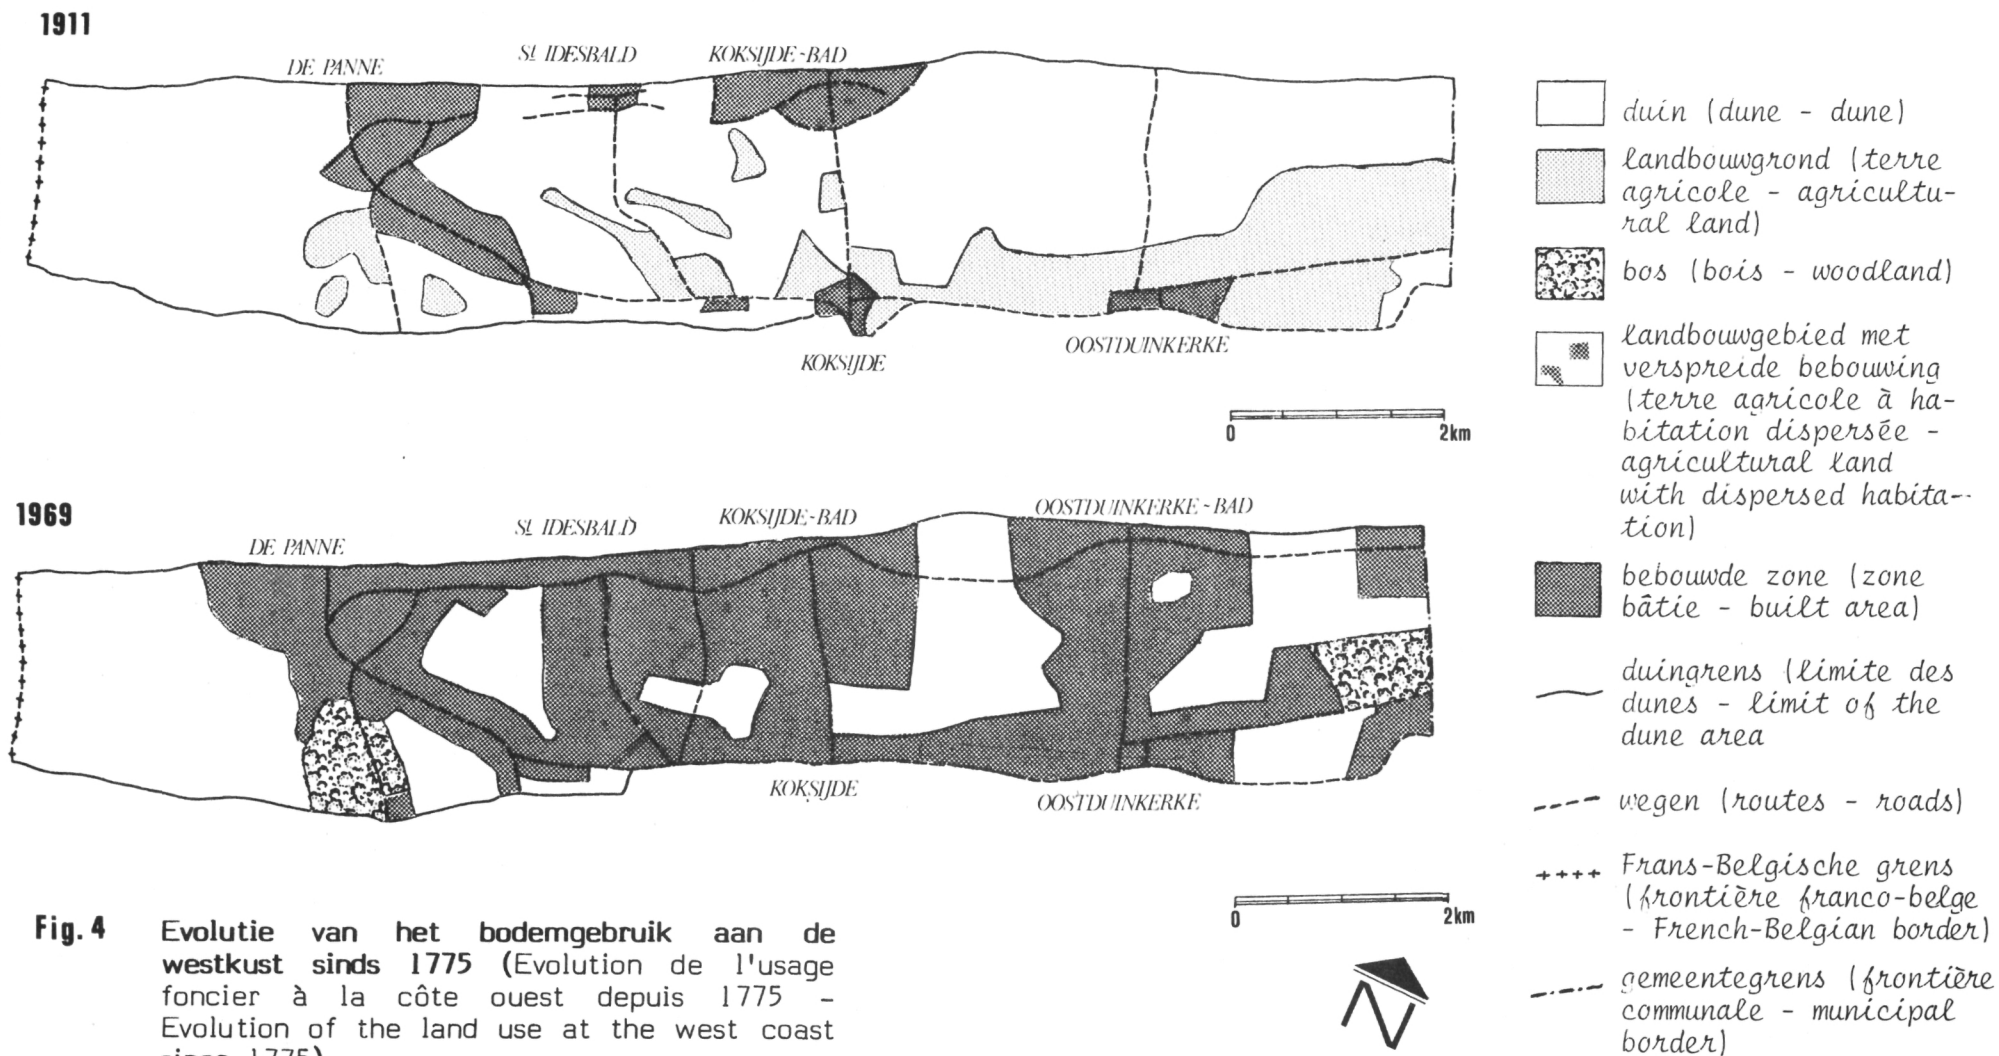 1911
DE PANNE
St IDESBALD
KOKSIJDE-BAD
KOKSIJDE
OOSTDUINKERKE
0 2km
1969
DE PANNE
St IDESBALD
KOKSIJDE-BAD
OOSTDUINKERKE-BAD
KOKSIJDE
OOSTDUINKERKE
0 2km
N
duin (dune - dune)
landbouwgrond (terre
agricole - agricultu-
ral land)
bos (bois - woodland)
landbouwgebied met
verspreide bebouwing
(terre agricole à ha-
bitation dispersée -
agricultural land
with dispersed habita-
tion)
bebouwde zone (zone
bâtie - built area)
duingrens (limite des
dunes - limit of the
dune area
wegen (routes - roads)
Frans-Belgische grens
(frontière franco-belge
- French-Belgian border)
gemeentegrens (frontière
communale - municipal
border)
Fig. 4
Evolutie van het bodemgebruik aan de
westkust sinds 1775 (Evolution de l'usage
foncier à la côte ouest depuis 1775 -
Evolution of the land use at the west coast
since 1775)